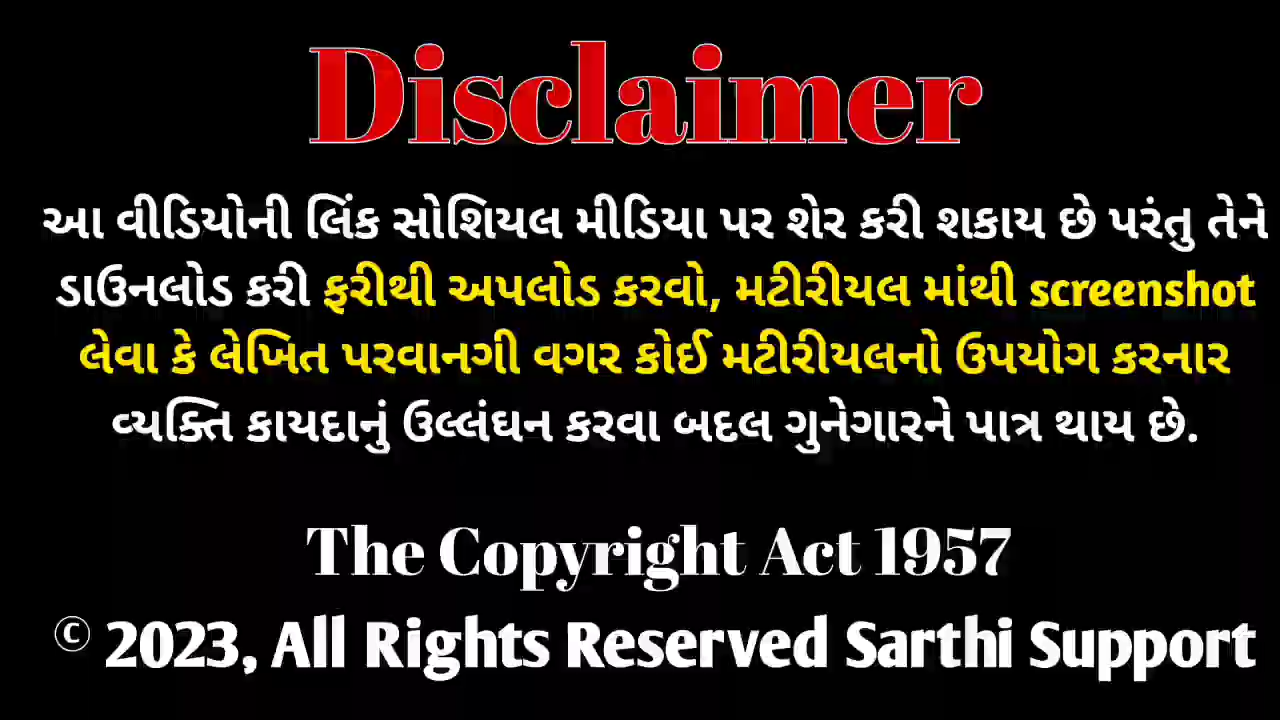 Disclaimer
આ વીડિયોની લિંક સોશિયલ મીડિયા પર શેર કરી શકાય છે પરંતુ તેને
ડાઉનલોડ કરી ફરીથી અપલોડ કરવો, મટીરીયલ માંથી screenshot
લેવા કે લેખિત પરવાનગી વગર કોઈ મટીરીયલનો ઉપયોગ કરનાર
વ્યક્તિ કાયદાનું ઉલ્લંઘન કરવા બદલ ગુનેગારને પાત્ર થાય છે.
The Copyright Act 1957
© 2023, All Rights Reserved Sarthi Support